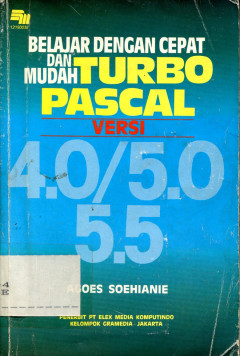 BELAJAR DENGAN CEPAT
DAN
MUDAH TURBO
PASCAL
VERSI
4.0/5.0
5.5
AGOES SOEHIANIE
PENERBIT PT ELEX MEDIA KOMPUTINDO
KELOMPOK GRAMEDIA JAKARTA